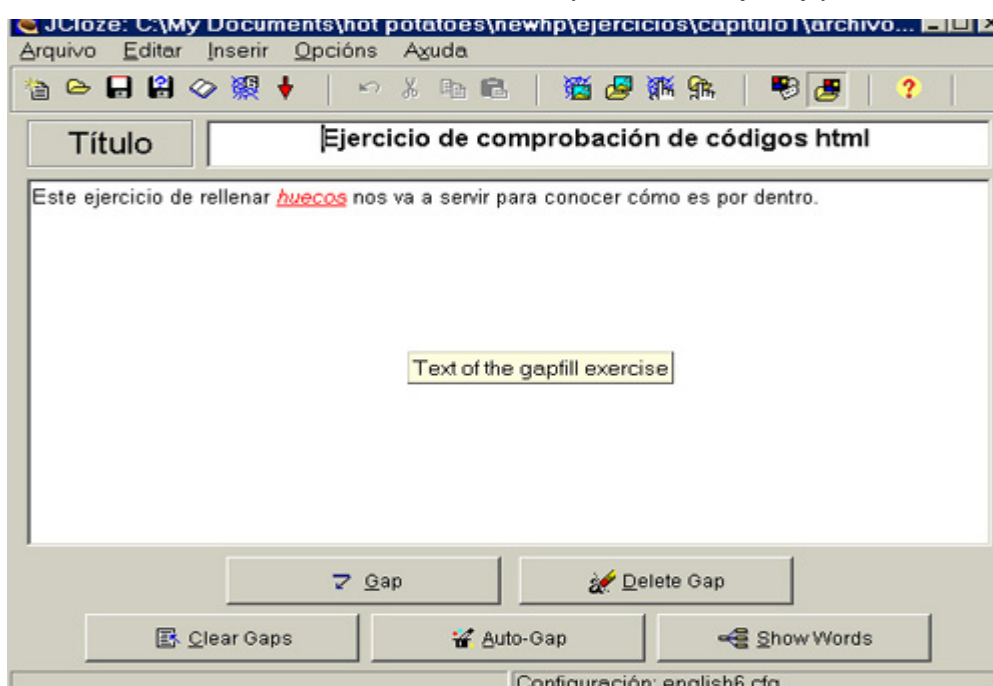 JCloze: C:\My Documents\hot potatoes\newhp\ejercicios\capitulo1\archivo...
Arquivo Editar Inserir Opcións Axuda
Título
Ejercicio de comprobación de códigos html
Este ejercicio de rellenar huecos nos va a servir para conocer cómo es por dentro.
Text of the gapfill exercise
Gap Delete Gap
Clear Gaps Auto-Gap Show Words
Configuración: english6.cfg